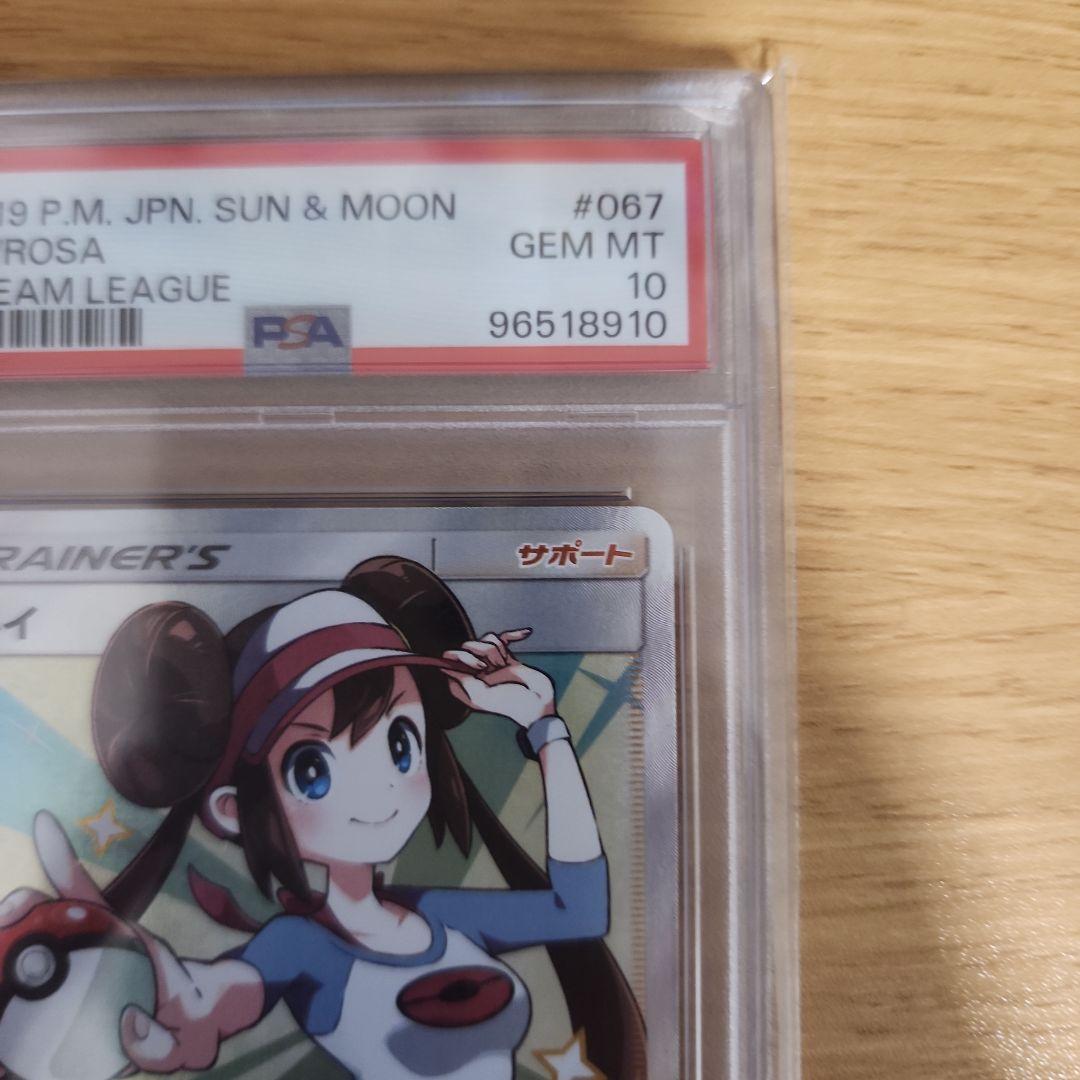 19 P.M. JPN. SUN & MOON #067
/ROSA GEM MT
EAM LEAGUE 10
PSA 96518910
RAINER'S サポート
イ